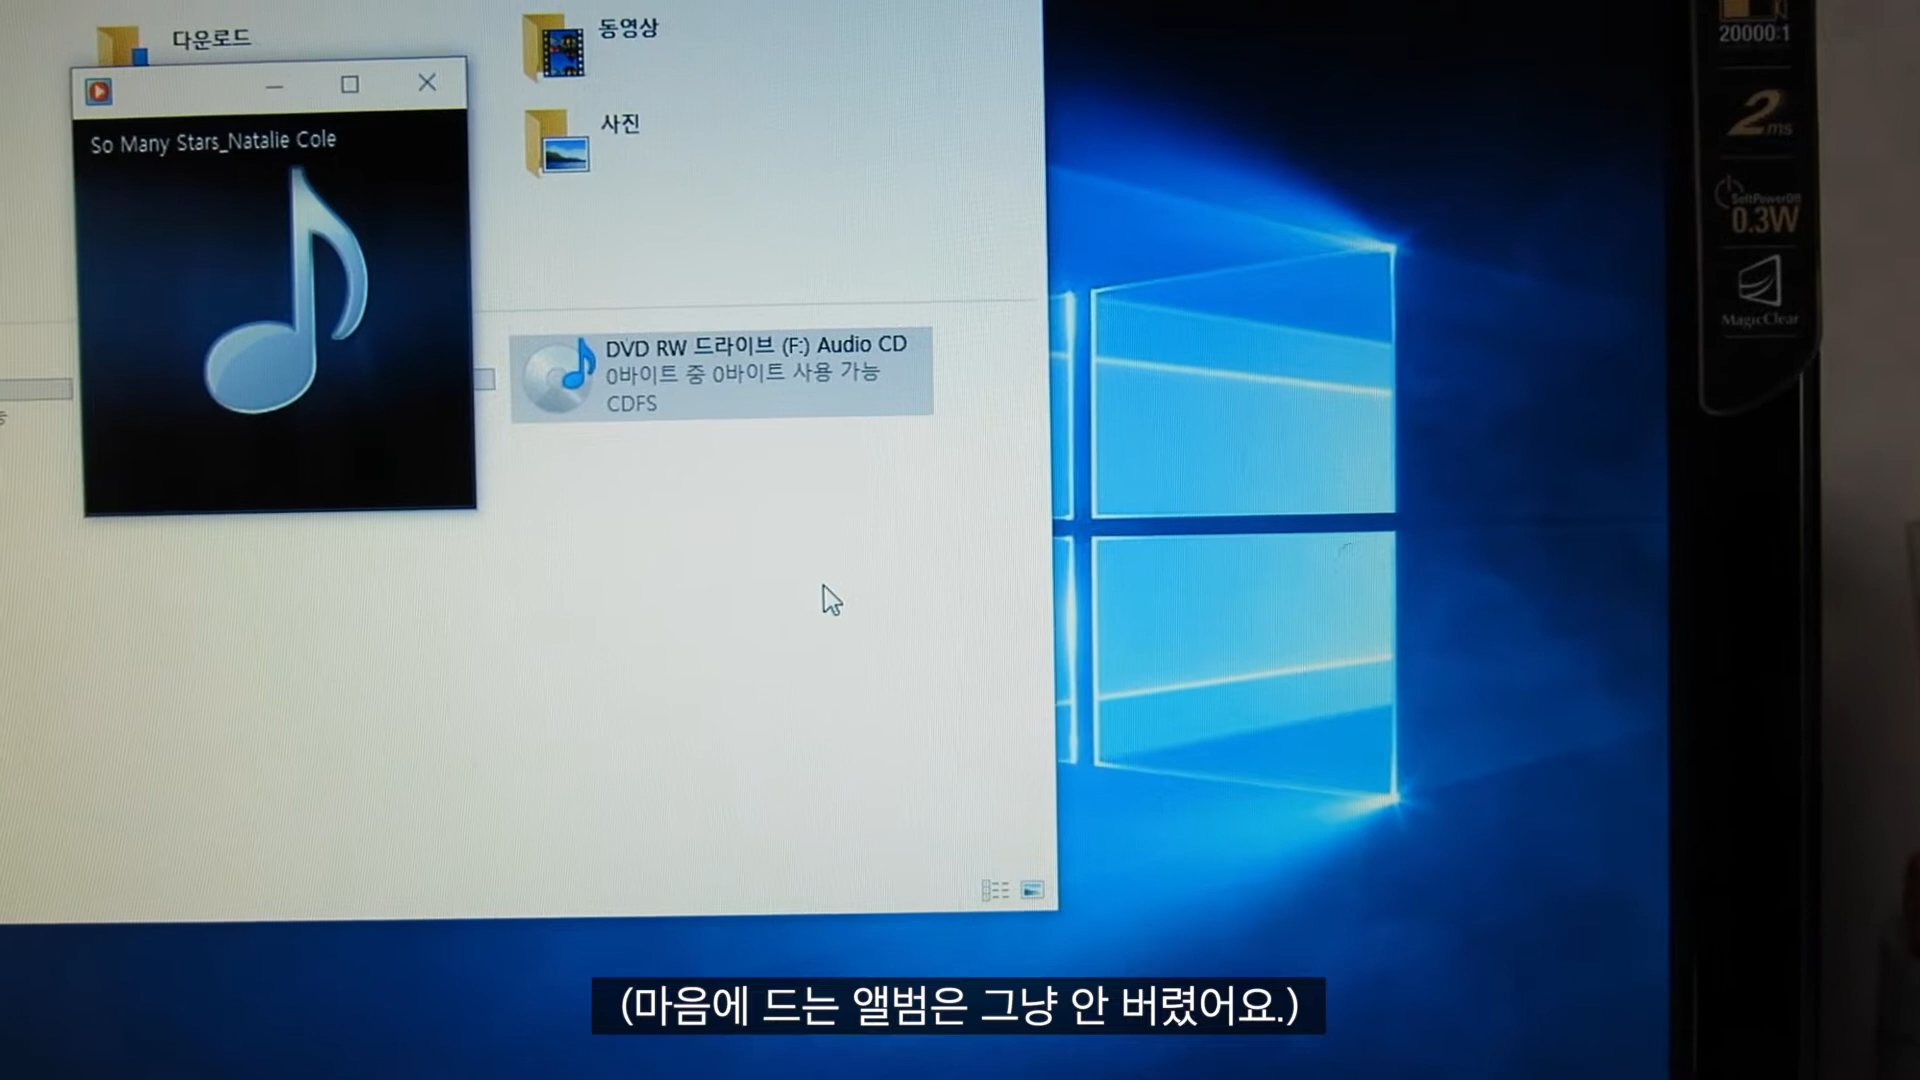 다운로드
동영상
사진
So Many Stars_Natalie Cole
DVD RW 드라이브 (F:) Audio CD
0바이트 중 0바이트 사용 가능
CDFS
20000:1
2ms
SoftPowerOff
0.3W
MagicClear
(마음에 드는 앨범은 그냥 안 버렸어요.)